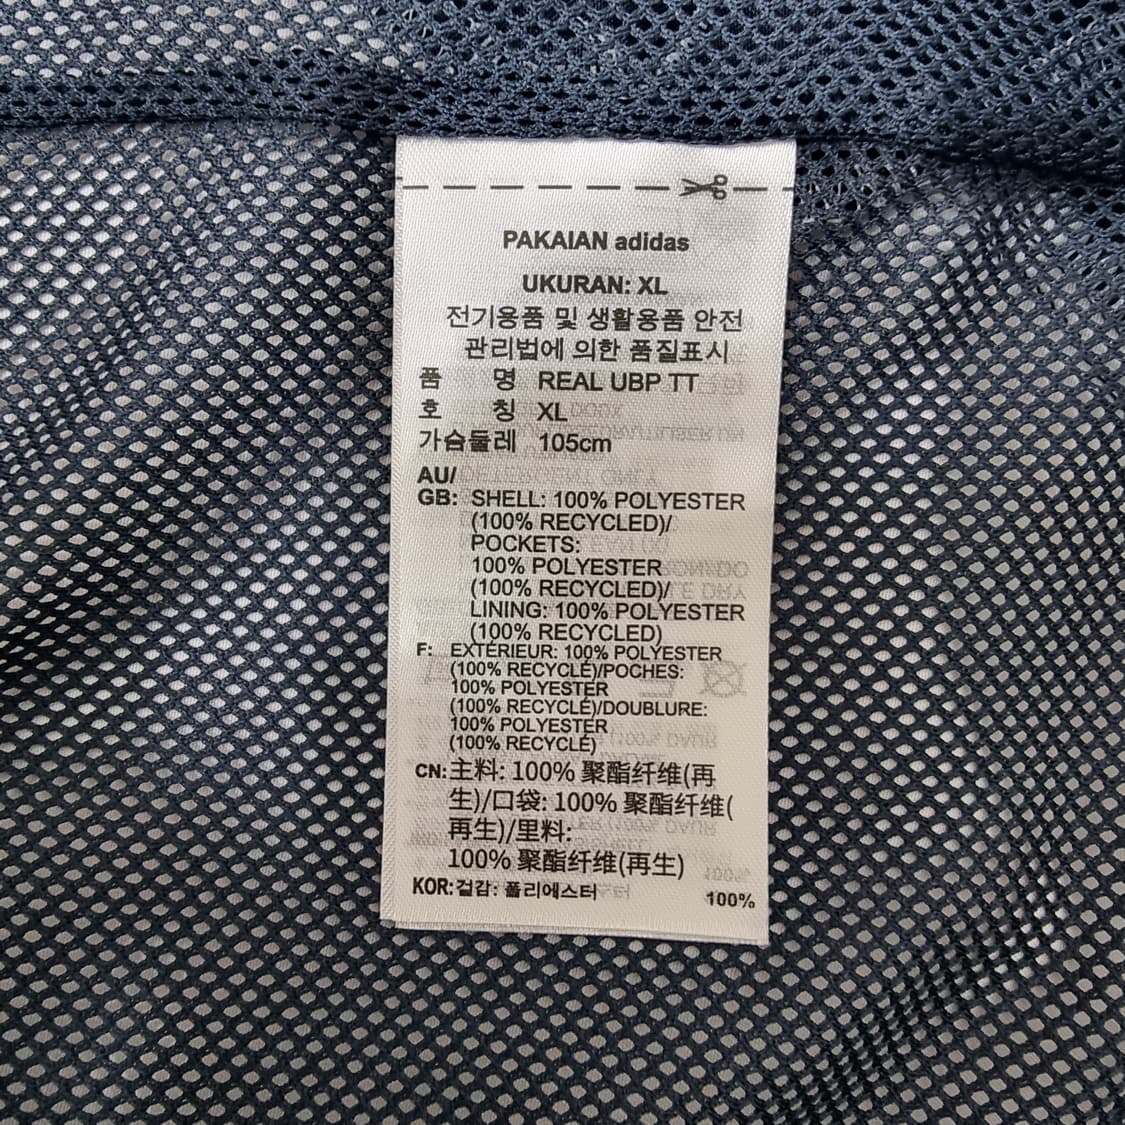 PAKAIAN adidas
UKURAN: XL
전기용품 및 생활용품 안전
관리법에 의한 품질표시
품 명 REAL UBP TT
호 칭 XL
가슴둘레 105cm
AU/
GB: SHELL: 100% POLYESTER
(100% RECYCLED)/
POCKETS:
100% POLYESTER
(100% RECYCLED)/
LINING: 100% POLYESTER
(100% RECYCLED)
F: EXTÉRIEUR: 100% POLYESTER
(100% RECYCLÉ)/POCHES:
100% POLYESTER
(100% RECYCLÉ)/DOUBLURE:
100% POLYESTER
(100% RECYCLÉ)
CN:主料: 100% 聚酯纤维(再
生)/口袋: 100% 聚酯纤维(
再生)/里料:
100% 聚酯纤维(再生)
KOR:겉감: 폴리에스터 100%